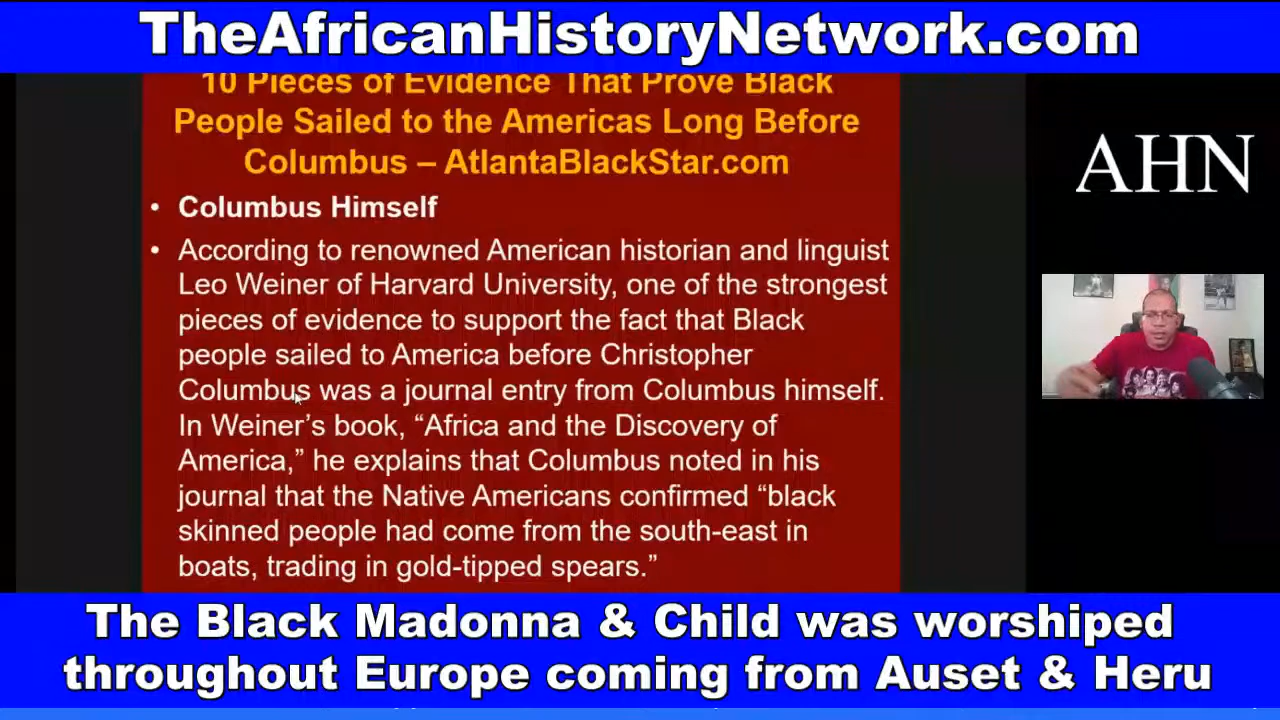 TheAfricanHistoryNetwork.com
10 Pieces of Evidence That Prove Black
People Sailed to the Americas Long Before
Columbus – AtlantaBlackStar.com
• Columbus Himself
• According to renowned American historian and linguist
Leo Weiner of Harvard University, one of the strongest
pieces of evidence to support the fact that Black
people sailed to America before Christopher
Columbus was a journal entry from Columbus himself.
In Weiner’s book, “Africa and the Discovery of
America,” he explains that Columbus noted in his
journal that the Native Americans confirmed “black
skinned people had come from the south-east in
boats, trading in gold-tipped spears.”
AHN
The Black Madonna & Child was worshiped
throughout Europe coming from Auset & Heru